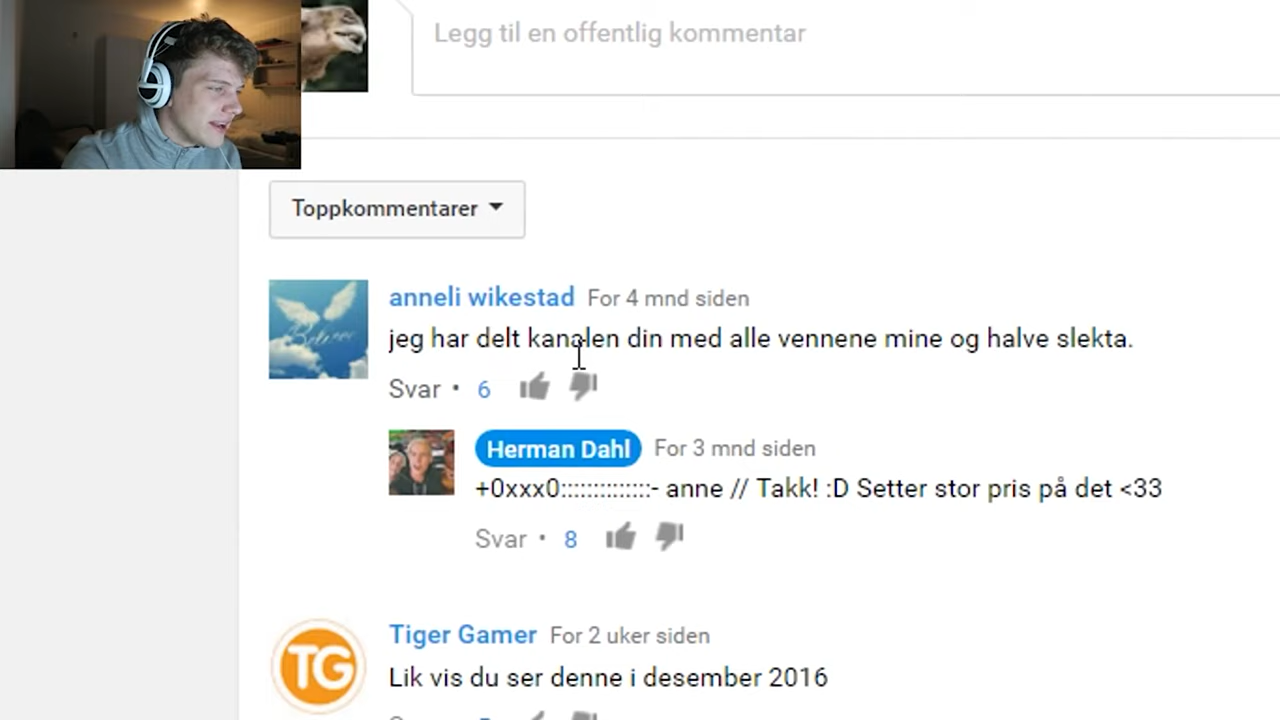 Legg til en offentlig kommentar
Toppkommentarer
anneli wikestad For 4 mnd siden
jeg har delt kanalen din med alle vennene mine og halve slekta.
Svar • 6
Herman Dahl For 3 mnd siden
+0xxx0::::::::::::::- anne // Takk! :D Setter stor pris på det <33
Svar • 8
TG
Tiger Gamer For 2 uker siden
Lik vis du ser denne i desember 2016